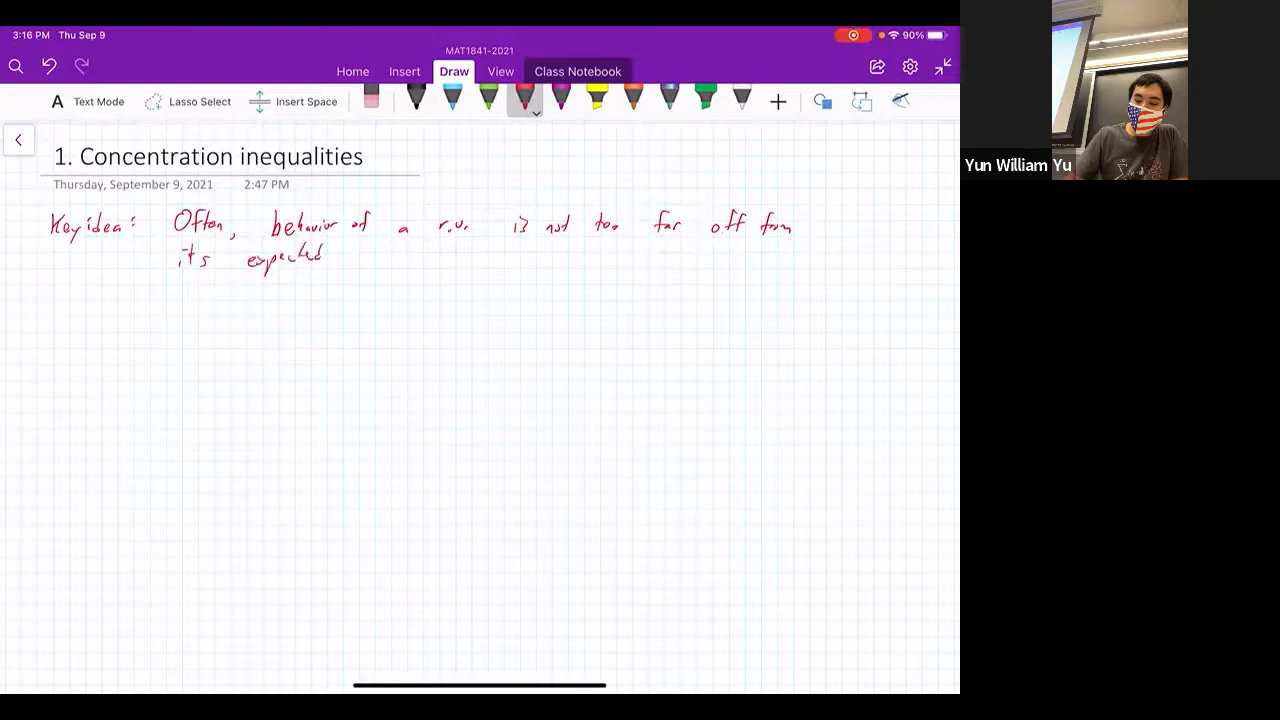 3:16 PM Thu Sep 9
90%
MAT1841-2021
Home Insert Draw View Class Notebook
A Text Mode Lasso Select Insert Space
1. Concentration inequalities
Thursday, September 9, 2021 2:47 PM
Key idea: Often, behavior of a r.v. is not too far off from
its expected
Yun William Yu